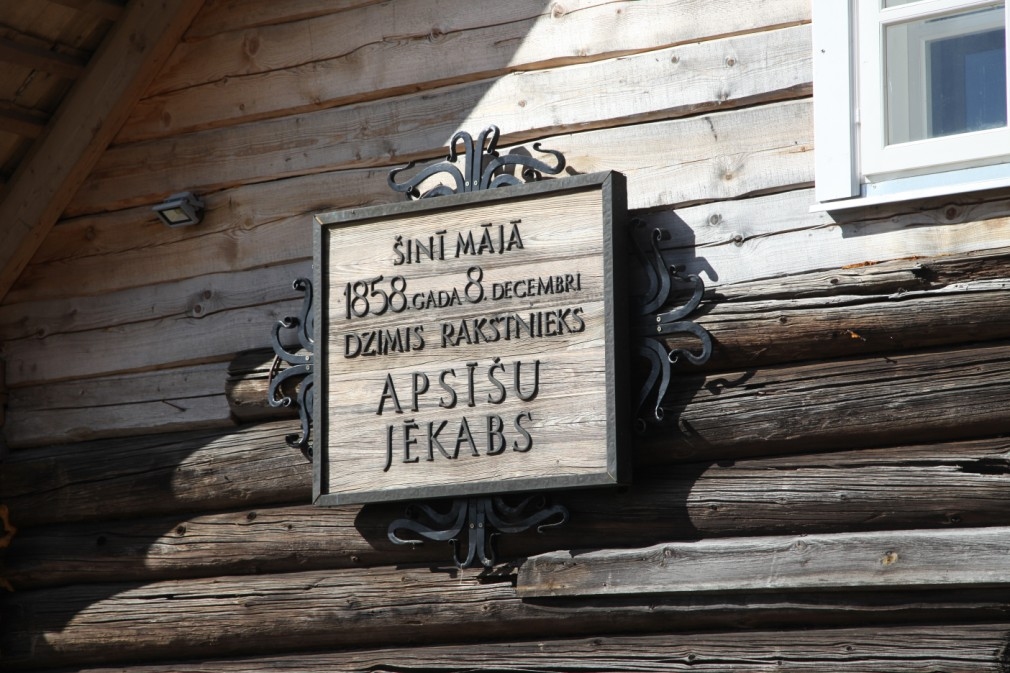 ŠINĪ MĀJĀ
1858. GADA 8. DECEMBRI
DZIMIS RAKSTNIEKS
APSĪŠU
JĒKABS